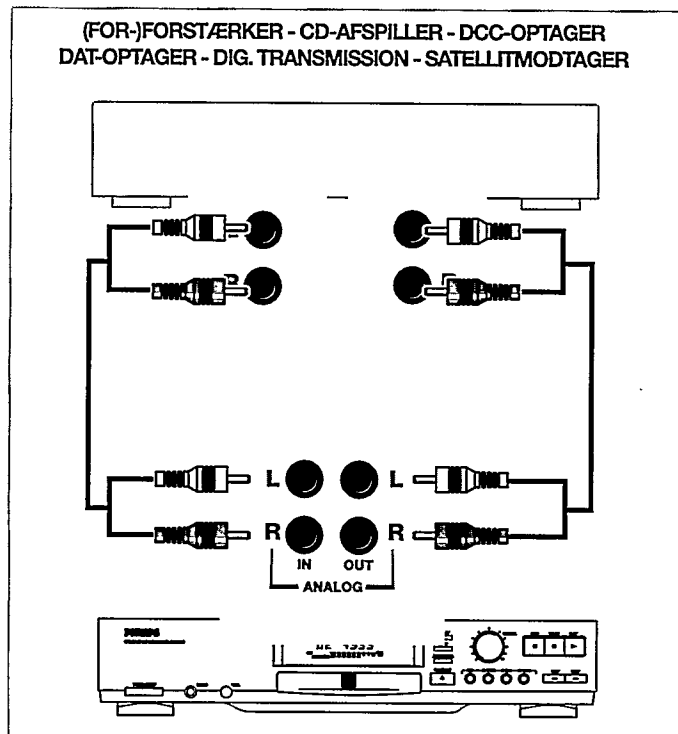 (FOR-)FORSTÆRKER - CD-AFSPILLER - DCC-OPTAGER
DAT-OPTAGER - DIG. TRANSMISSION - SATELLITMODTAGER
L L
R R
IN OUT
ANALOG
PHILIPS